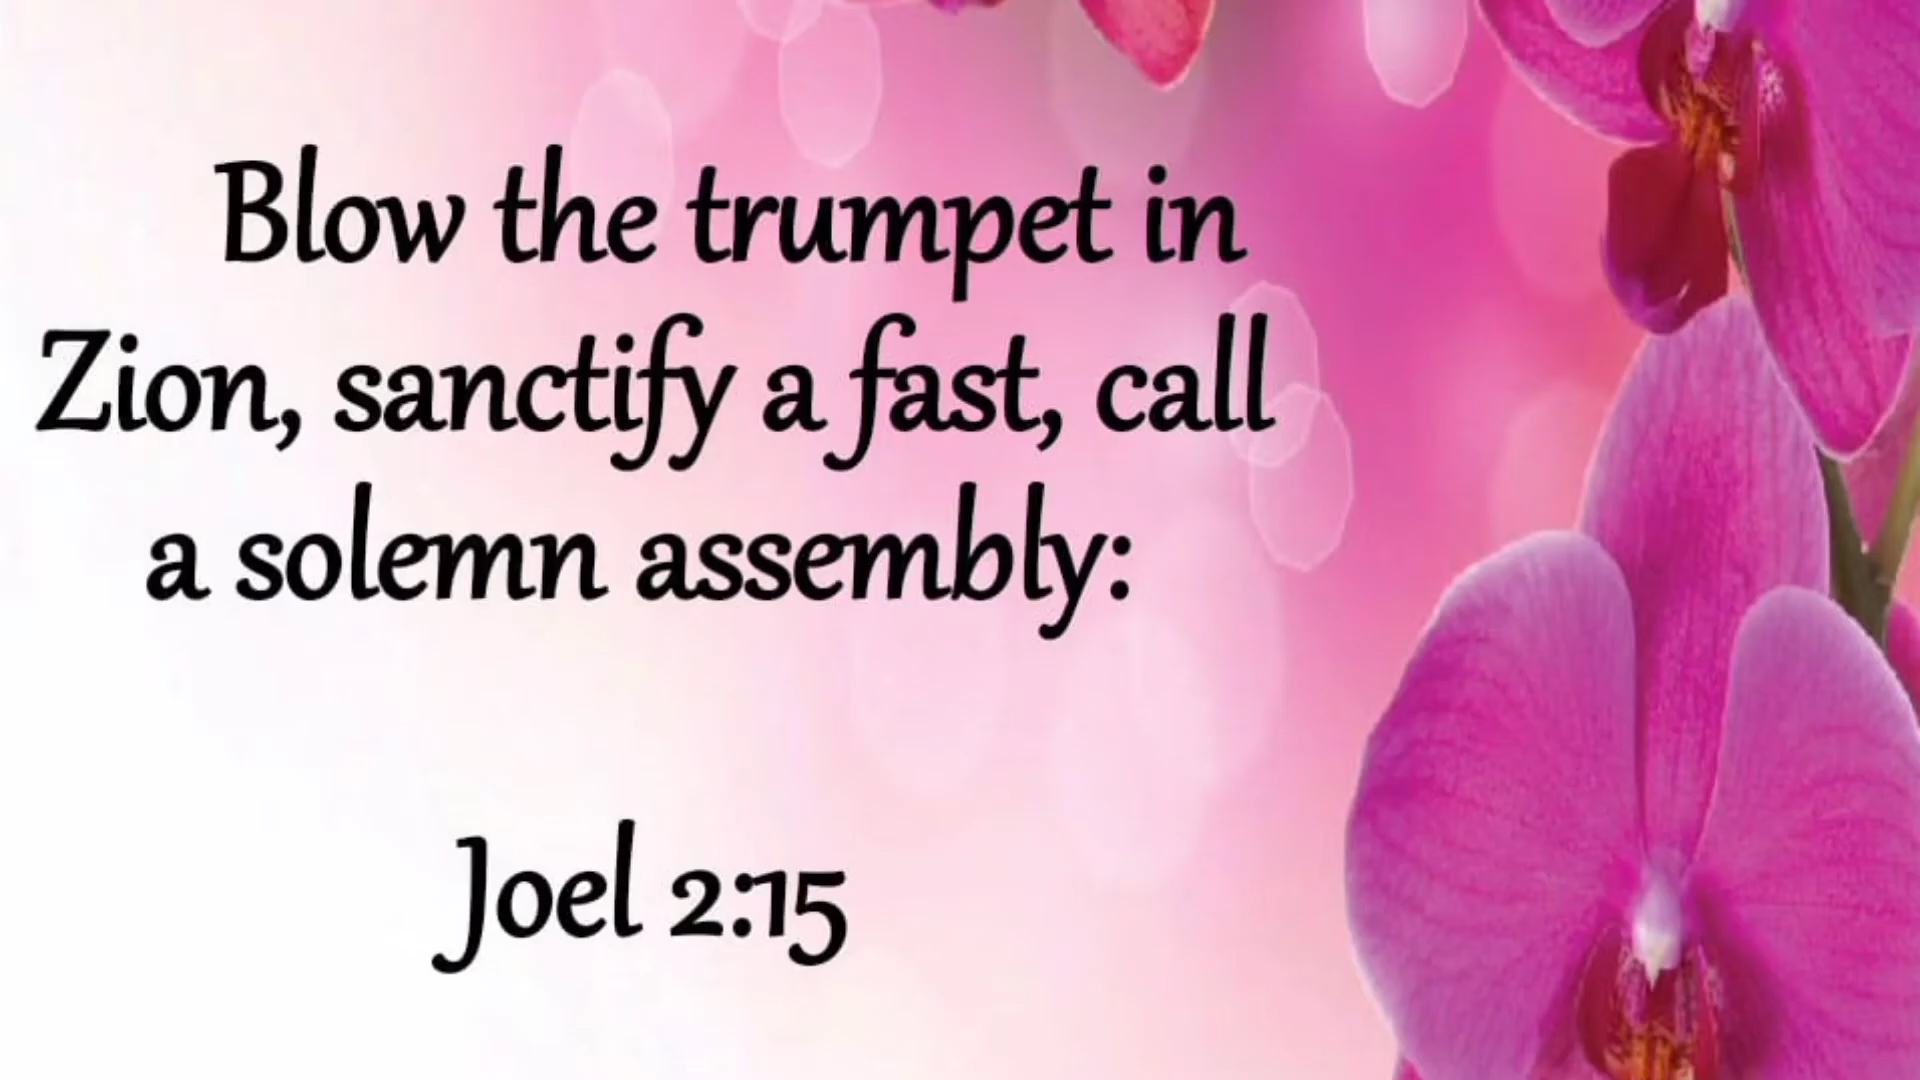 Blow the trumpet in
Zion, sanctify a fast, call
a solemn assembly:
Joel 2:15